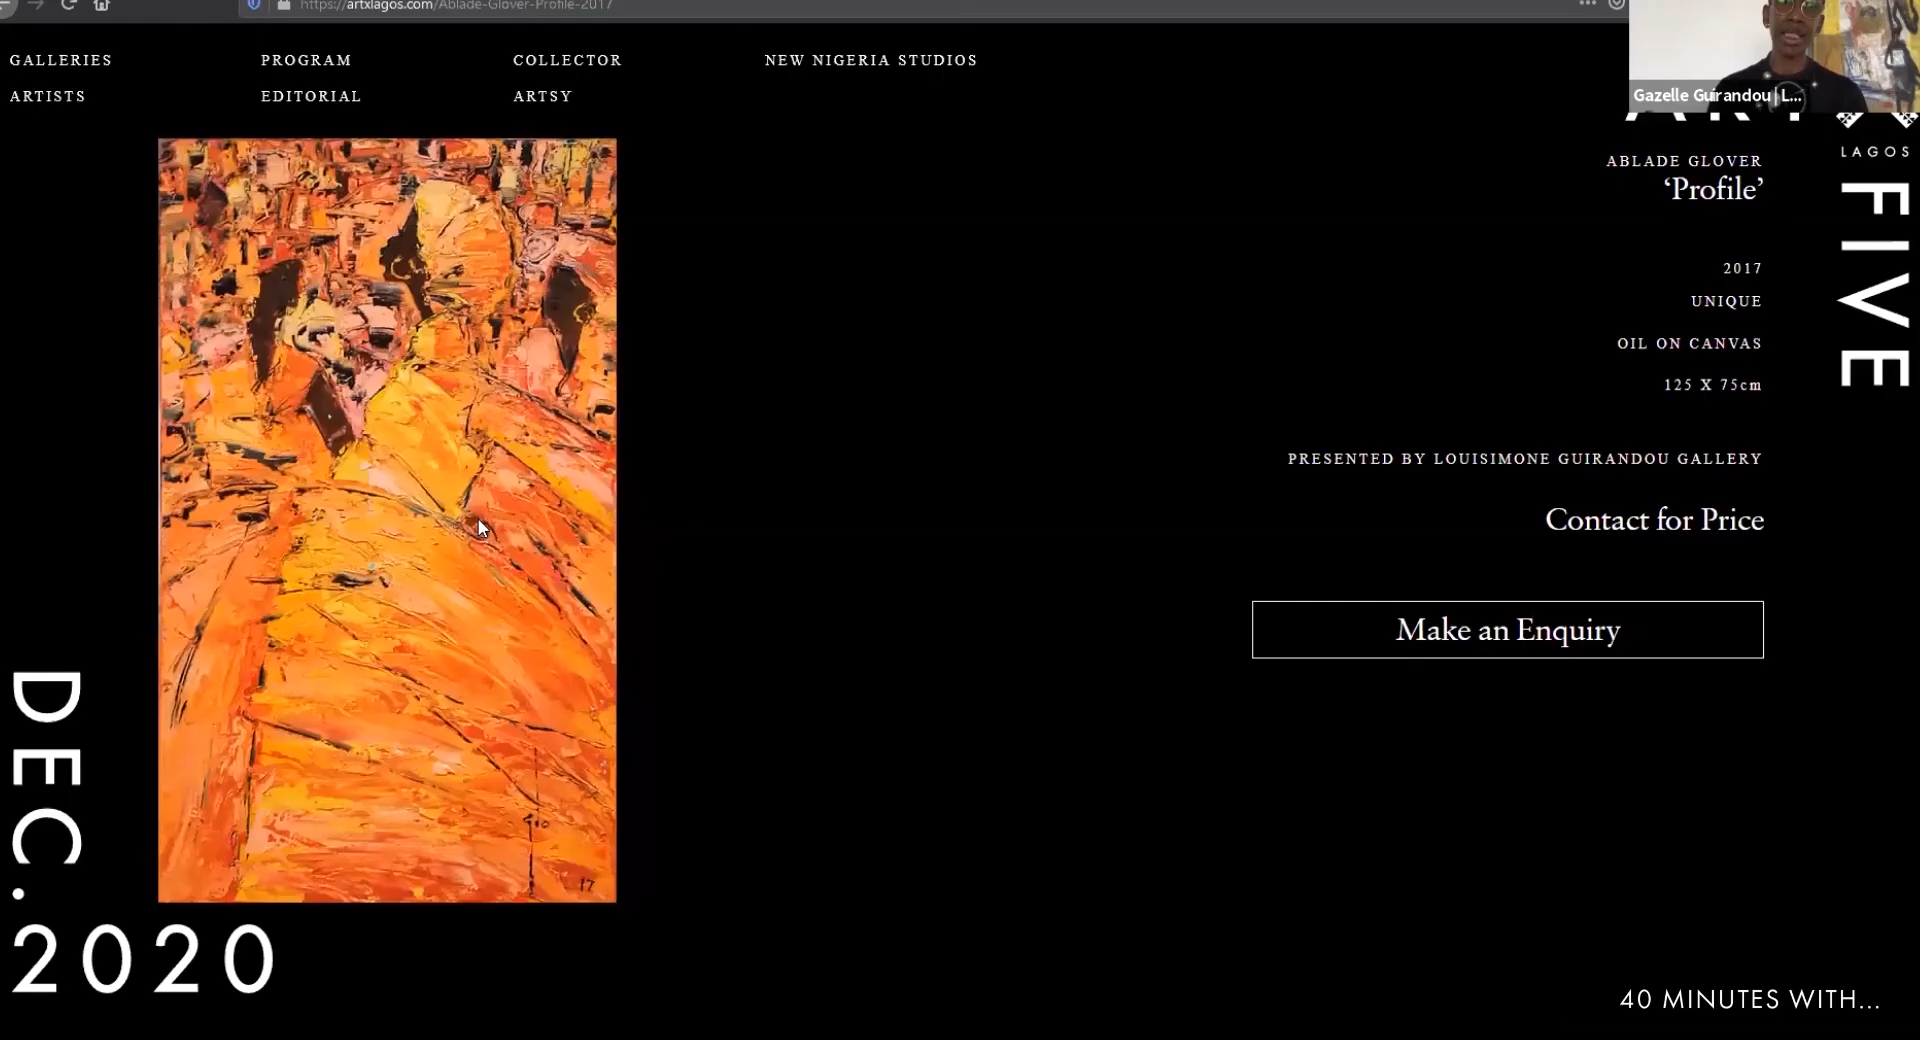 https://artxlagos.com/Ablade-Glover-Profile-2017
GALLERIES
ARTISTS
PROGRAM
EDITORIAL
COLLECTOR
ARTSY
NEW NIGERIA STUDIOS
Gazelle Guirandou | L...
LAGOS
FIVE
ABLADE GLOVER
‘Profile’
2017
UNIQUE
OIL ON CANVAS
125 X 75cm
PRESENTED BY LOUISIMONE GUIRANDOU GALLERY
Contact for Price
Make an Enquiry
17
DEC.
2020
40 MINUTES WITH...